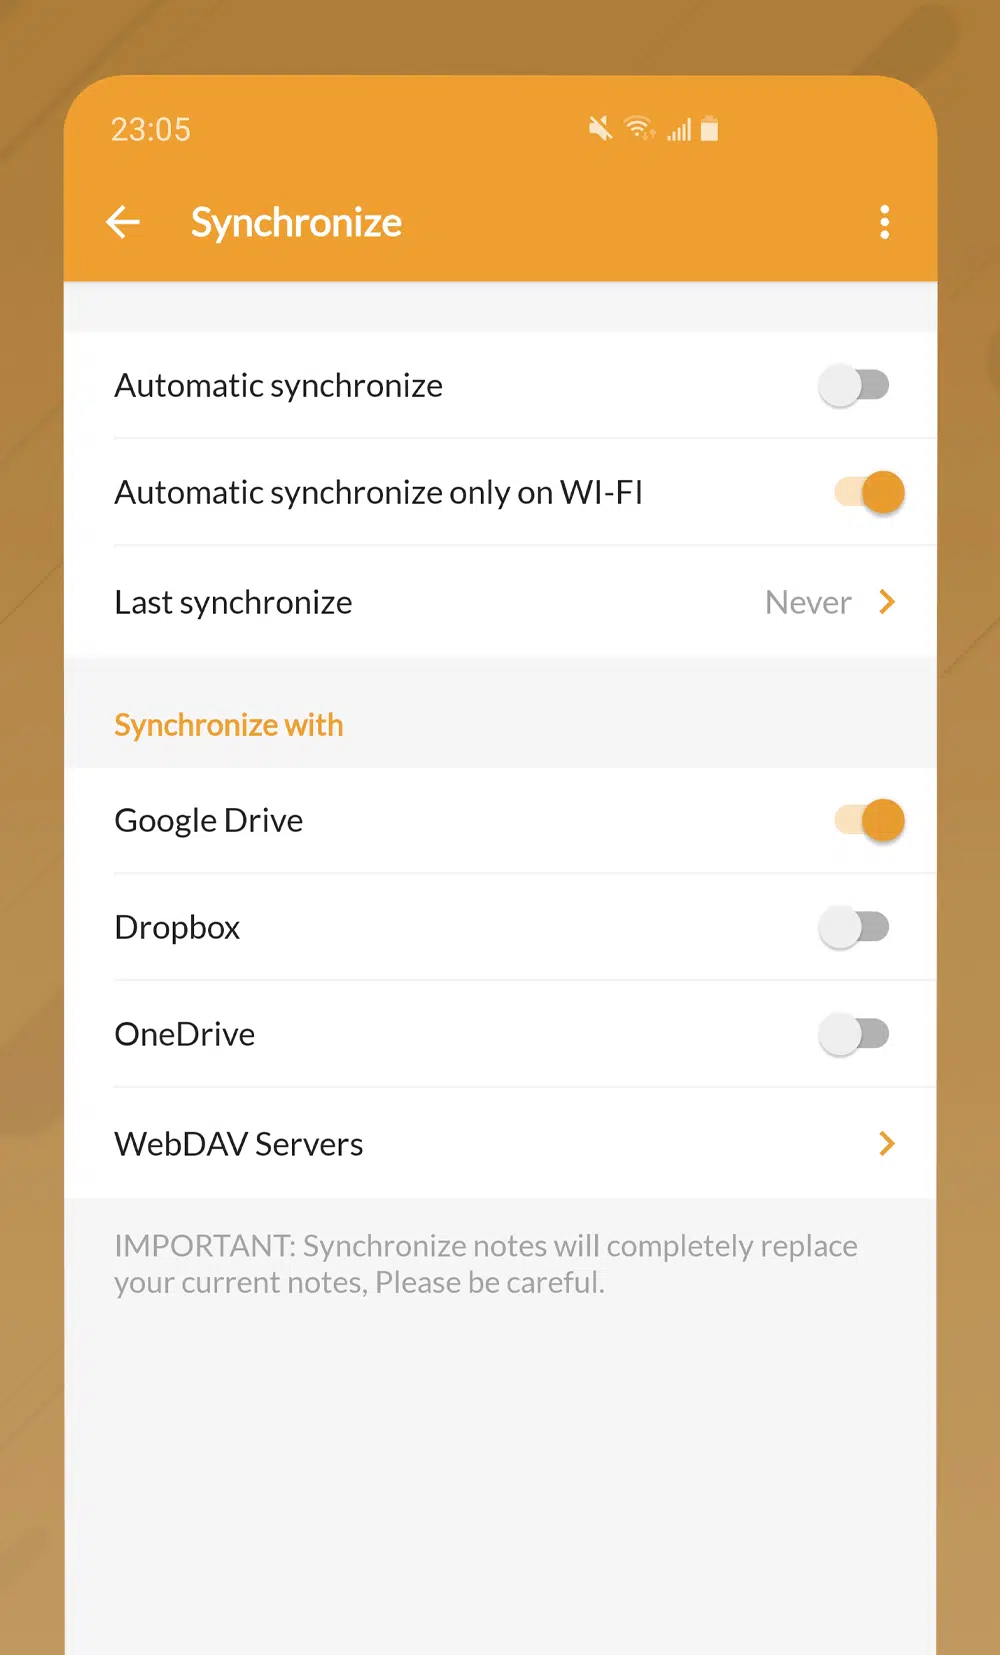 23:05
Synchronize
Automatic synchronize
Automatic synchronize only on WI-FI
Last synchronize Never
Synchronize with
Google Drive
Dropbox
OneDrive
WebDAV Servers
IMPORTANT: Synchronize notes will completely replace
your current notes, Please be careful.